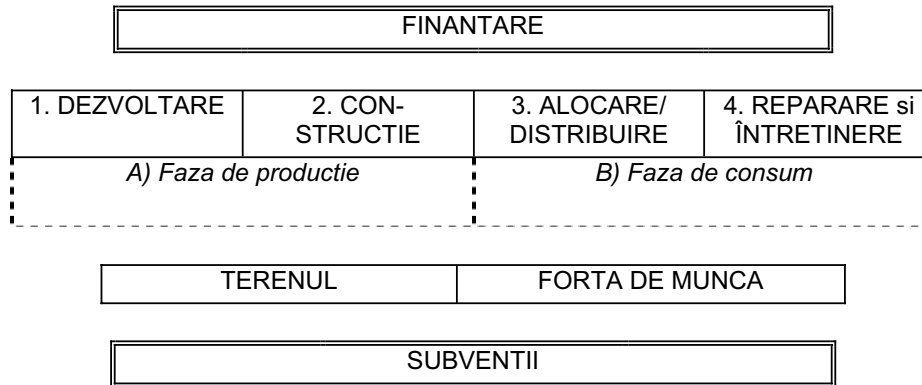 FINANTARE
1. DEZVOLTARE
2. CON-
STRUCTIE
3. ALOCARE/
DISTRIBUIRE
4. REPARARE si
ÎNTRETINERE
A) Faza de productie
B) Faza de consum
TERENUL
FORTA DE MUNCA
SUBVENTII